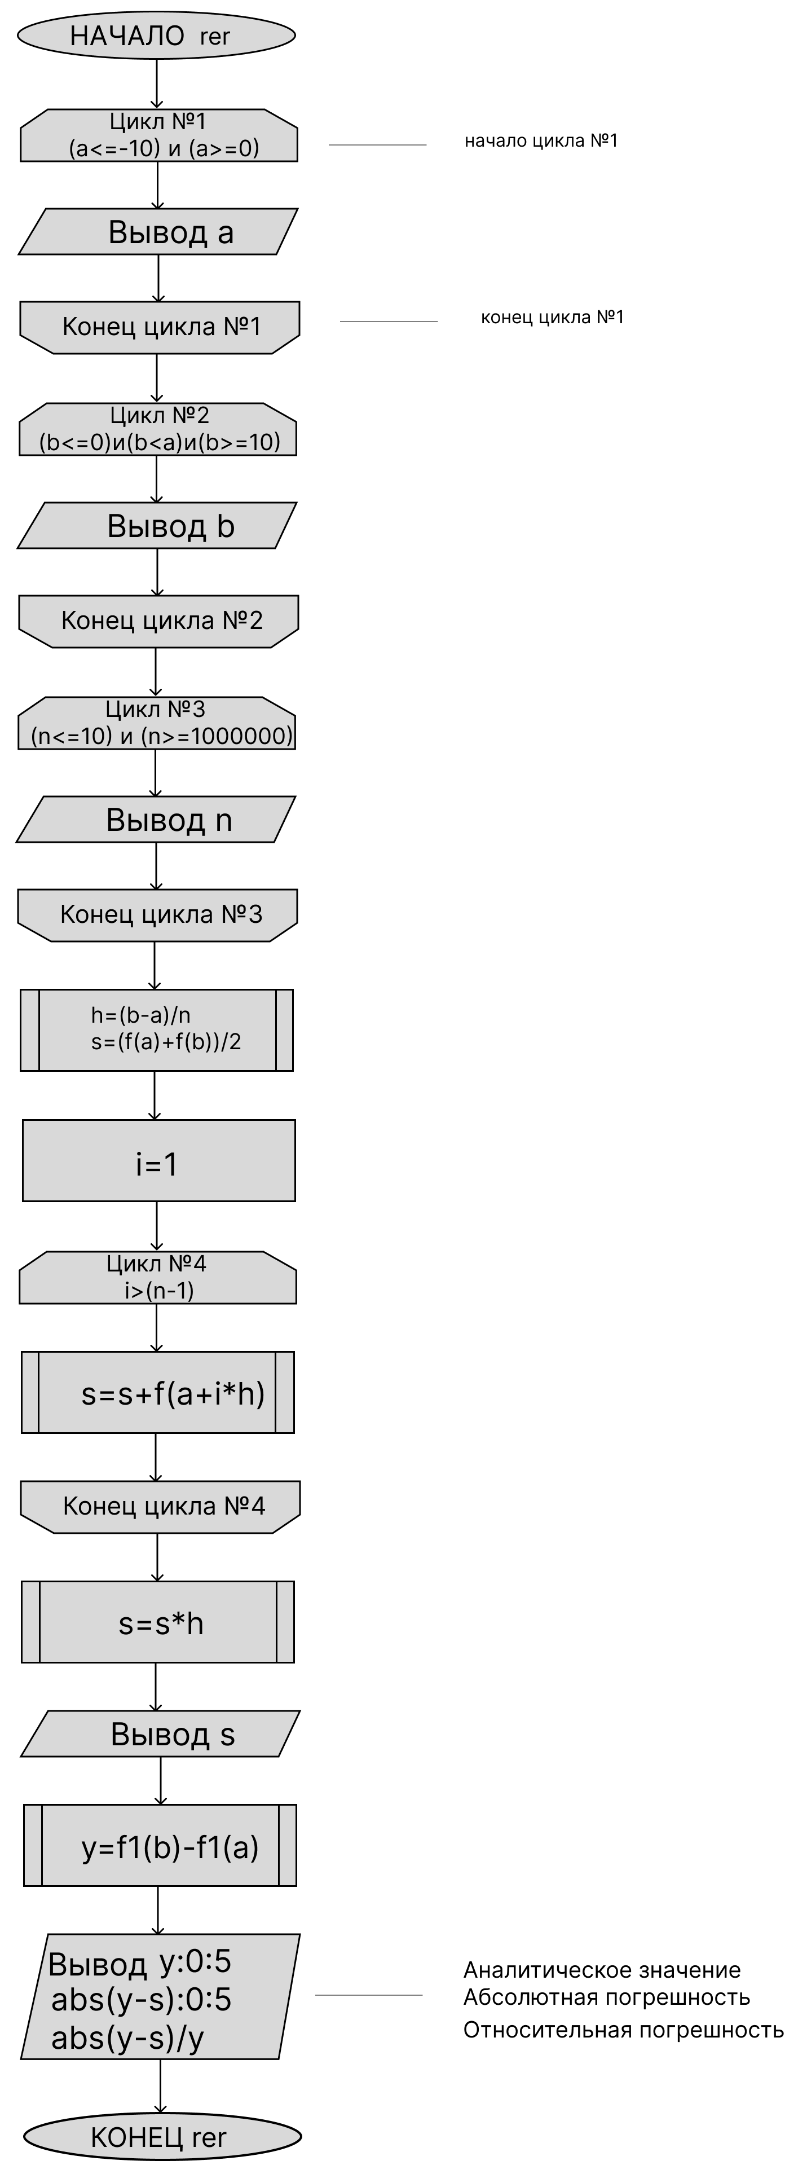 НАЧАЛО rer
Цикл №1
(a<=-10) и (a>=0)
начало цикла №1
Вывод a
Конец цикла №1
конец цикла №1
Цикл №2
(b<=0)и(b<a)и(b>=10)
Вывод b
Конец цикла №2
Цикл №3
(n<=10) и (n>=1000000)
Вывод n
Конец цикла №3
h=(b-a)/n
s=(f(a)+f(b))/2
i=1
Цикл №4
i>(n-1)
s=s+f(a+i*h)
Конец цикла №4
s=s*h
Вывод s
y=f1(b)-f1(a)
Вывод y:0:5
abs(y-s):0:5
abs(y-s)/y
Аналитическое значение
Абсолютная погрешность
Относительная погрешность
КОНЕЦ rer